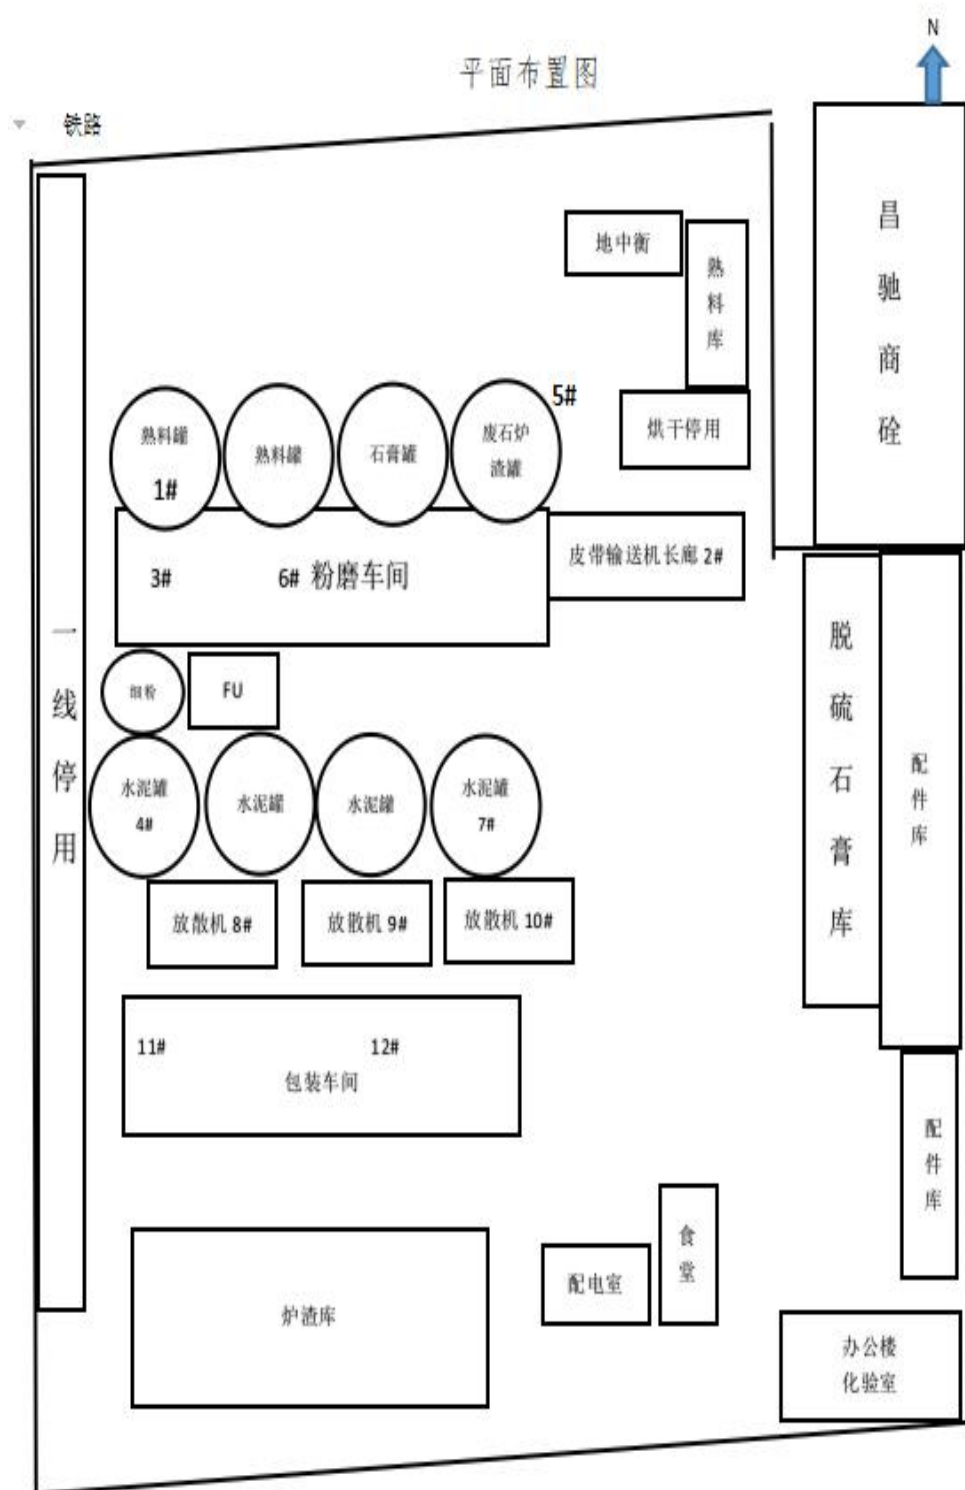 N
平面布置图
铁路
昌驰商砼
地中衡
熟料库
5#
熟料罐
1#
熟料罐
石膏罐
废石炉
渣罐
烘干停用
3#
6# 粉磨车间
皮带输送机长廊 2#
一线停用
细粉
FU
脱硫石膏库
配件库
水泥罐
4#
水泥罐
水泥罐
水泥罐
7#
放散机 8#
放散机 9#
放散机 10#
11#
12#
包装车间
配件库
食堂
配电室
炉渣库
办公楼
化验室